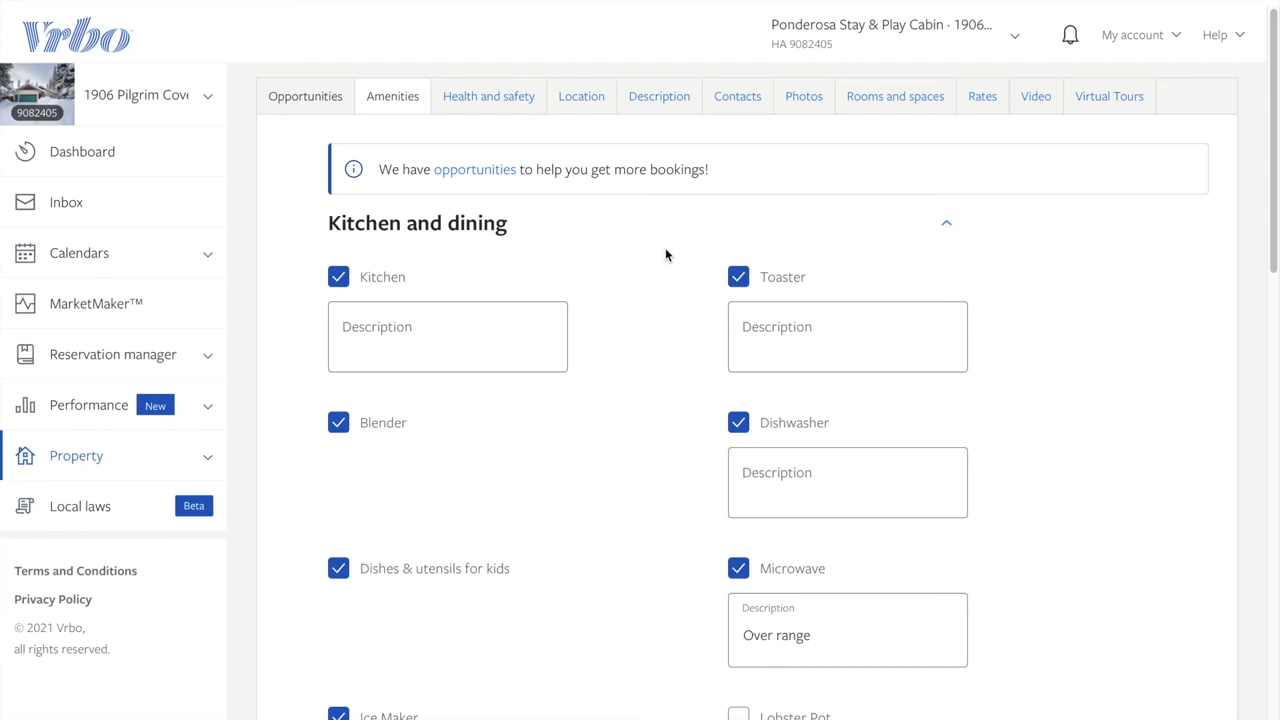 Vrbo
Ponderosa Stay & Play Cabin · 1906...
HA 9082405
My account
Help
9082405
1906 Pilgrim Cove
Dashboard
Inbox
Calendars
MarketMaker™
Reservation manager
Performance New
Property
Local laws Beta
Terms and Conditions
Privacy Policy
© 2021 Vrbo,
all rights reserved.
Opportunities Amenities Health and safety Location Description Contacts Photos Rooms and spaces Rates Video Virtual Tours
We have opportunities to help you get more bookings!
Kitchen and dining
Kitchen
Description
Toaster
Description
Blender
Dishwasher
Description
Dishes & utensils for kids
Microwave
Description
Over range
Ice Maker
Lobster Pot